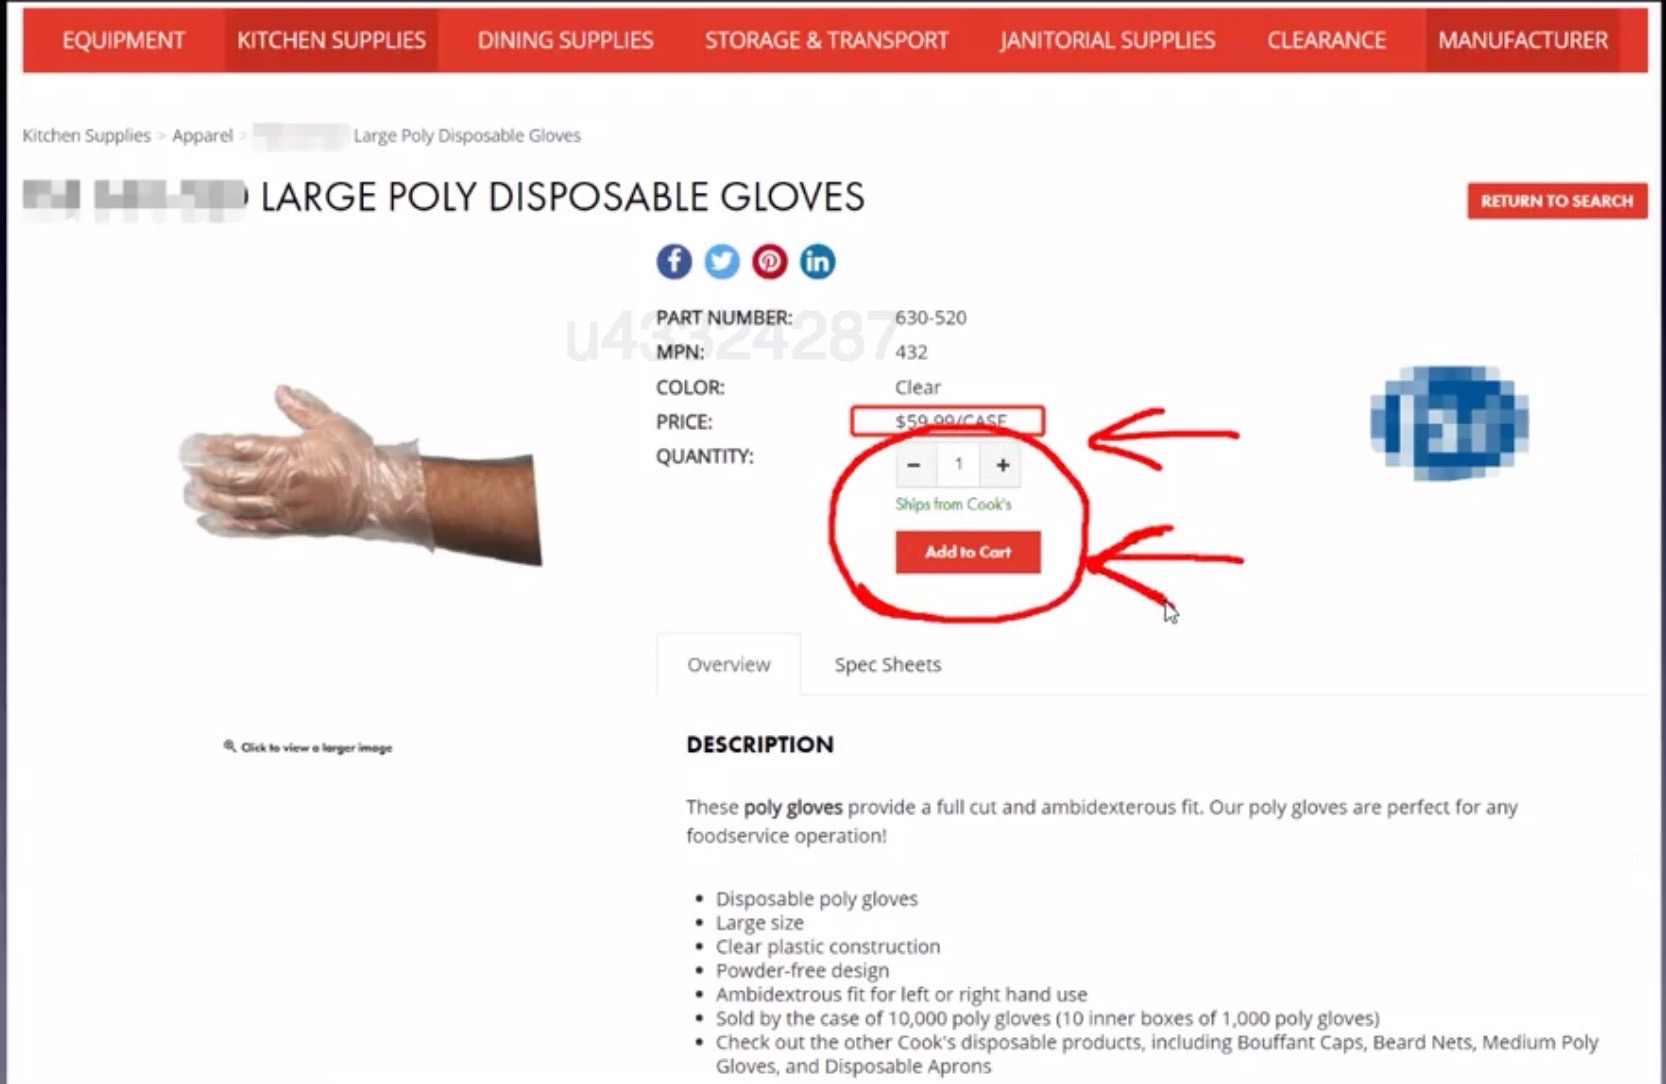 EQUIPMENT KITCHEN SUPPLIES DINING SUPPLIES STORAGE & TRANSPORT JANITORIAL SUPPLIES CLEARANCE MANUFACTURER
Kitchen Supplies > Apparel > Large Poly Disposable Gloves
LARGE POLY DISPOSABLE GLOVES
RETURN TO SEARCH
f in
u43324287
PART NUMBER: 630-520
MPN: 432
COLOR: Clear
PRICE: $59.99/CASE
QUANTITY: - 1 +
Ships from Cook's
Add to Cart
Overview Spec Sheets
Click to view a larger image
DESCRIPTION
These poly gloves provide a full cut and ambidexterous fit. Our poly gloves are perfect for any
foodservice operation!
• Disposable poly gloves
• Large size
• Clear plastic construction
• Powder-free design
• Ambidextrous fit for left or right hand use
• Sold by the case of 10,000 poly gloves (10 inner boxes of 1,000 poly gloves)
• Check out the other Cook's disposable products, including Bouffant Caps, Beard Nets, Medium Poly
Gloves, and Disposable Aprons